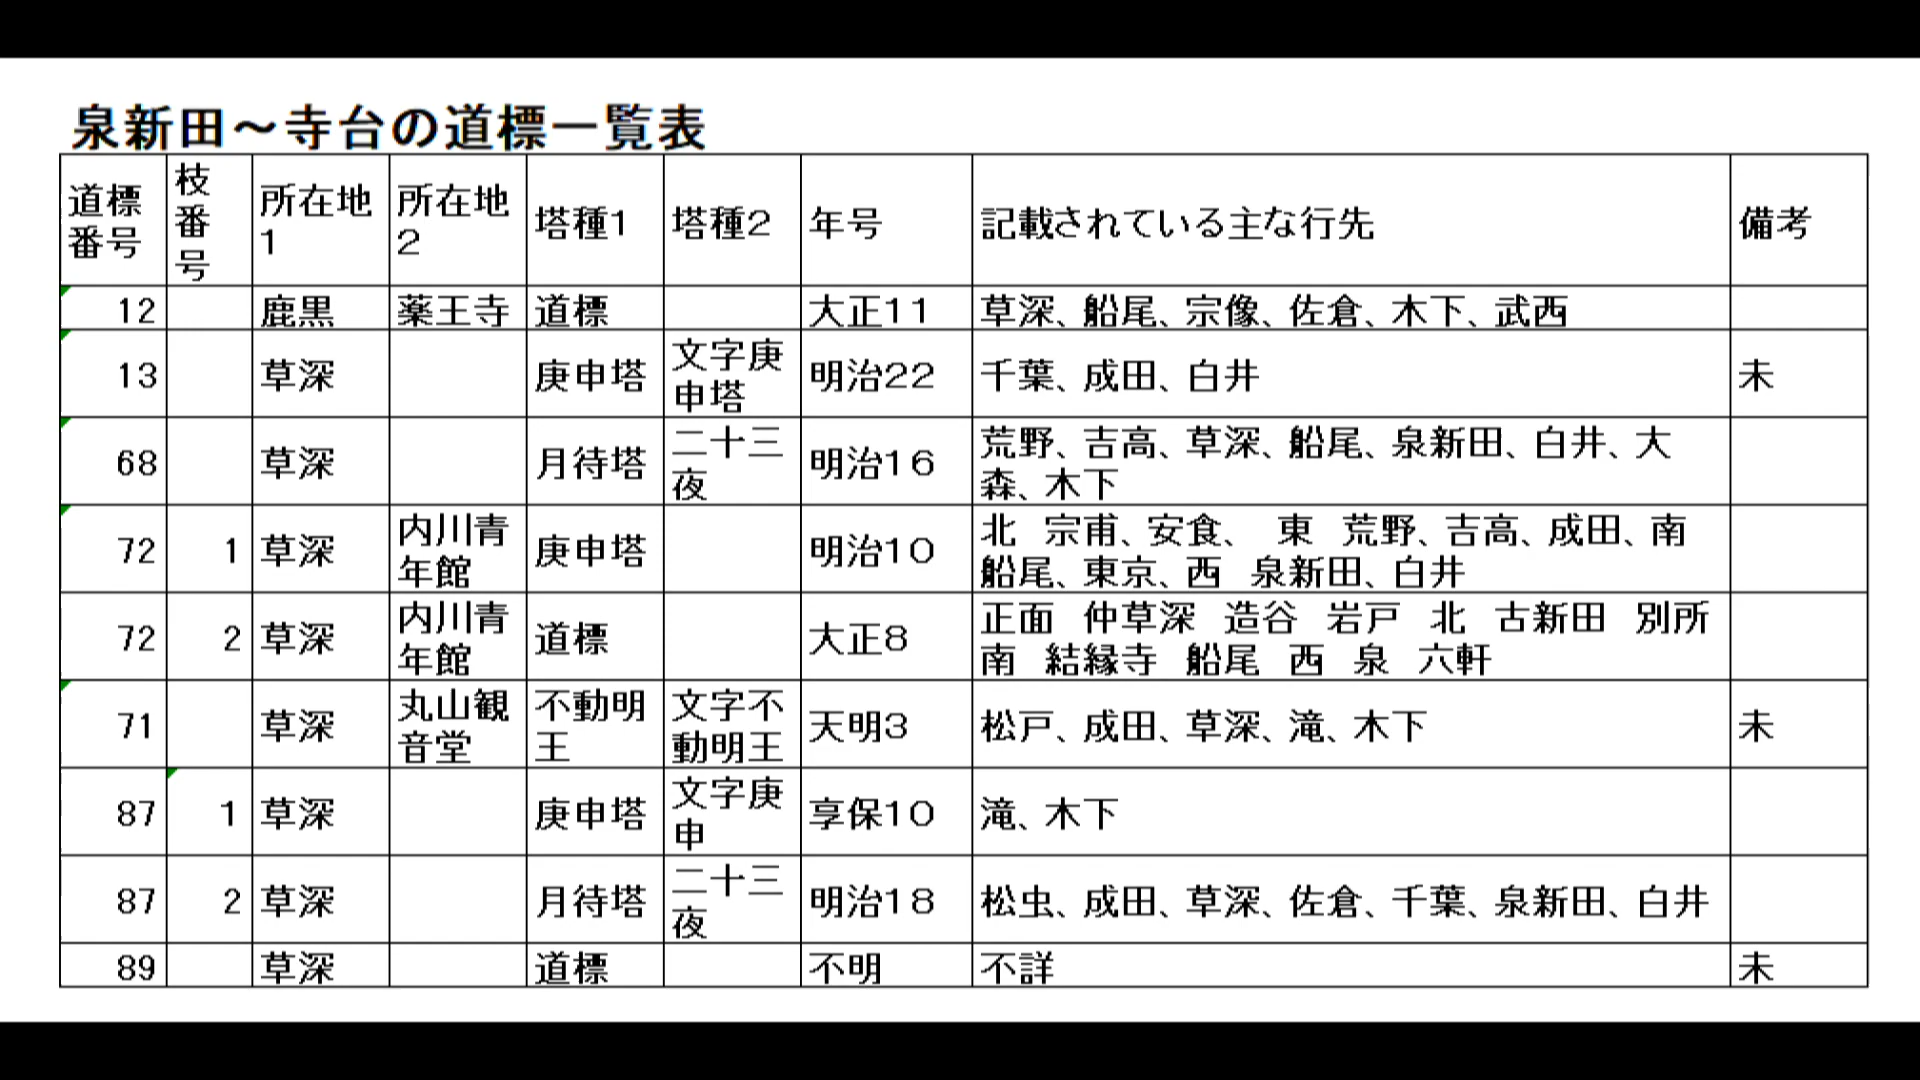 泉新田～寺台の道標一覧表
道標番号 枝番号 所在地1 所在地2 塔種1 塔種2 年号 記載されている主な行先 備考
12 鹿黒 薬王寺 道標 大正11 草深、船尾、宗像、佐倉、木下、武西
13 草深 庚申塔 文字庚申塔 明治22 千葉、成田、白井 未
68 草深 月待塔 二十三夜 明治16 荒野、吉高、草深、船尾、泉新田、白井、大森、木下
72 1 草深 内川青年館 庚申塔 明治10 北 宗甫、安食、 東 荒野、吉高、成田、南 船尾、東京、西 泉新田、白井
72 2 草深 内川青年館 道標 大正8 正面 仲草深 造谷 岩戸 北 古新田 別所 南 結縁寺 船尾 西 泉 六軒
71 草深 丸山観音堂 不動明王 文字不動明王 天明3 松戸、成田、草深、滝、木下 未
87 1 草深 庚申塔 文字庚申 享保10 滝、木下
87 2 草深 月待塔 二十三夜 明治18 松虫、成田、草深、佐倉、千葉、泉新田、白井
89 草深 道標 不明 不詳 未